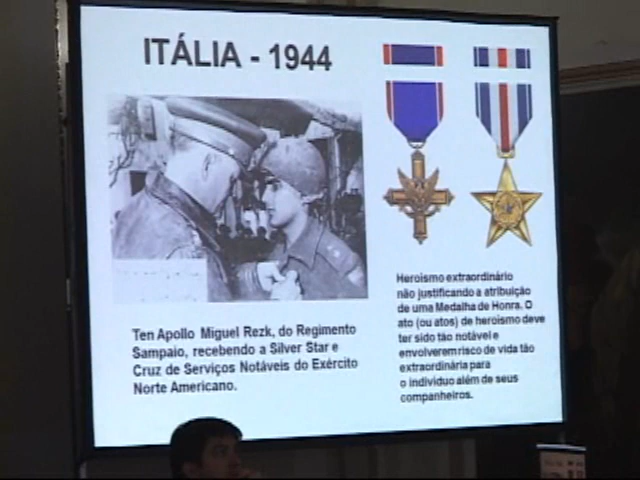 ITÁLIA - 1944
Ten Apollo Miguel Rezk, do Regimento
Sampaio, recebendo a Silver Star e
Cruz de Serviços Notáveis do Exército
Norte Americano.
Heroismo extraordinário
não justificando a atribuição
de uma Medalha de Honra. O
ato (ou atos) de heroismo deve
ter sido tão notável e
envolverem risco de vida tão
extraordinária para
o individuo além de seus
companheiros.